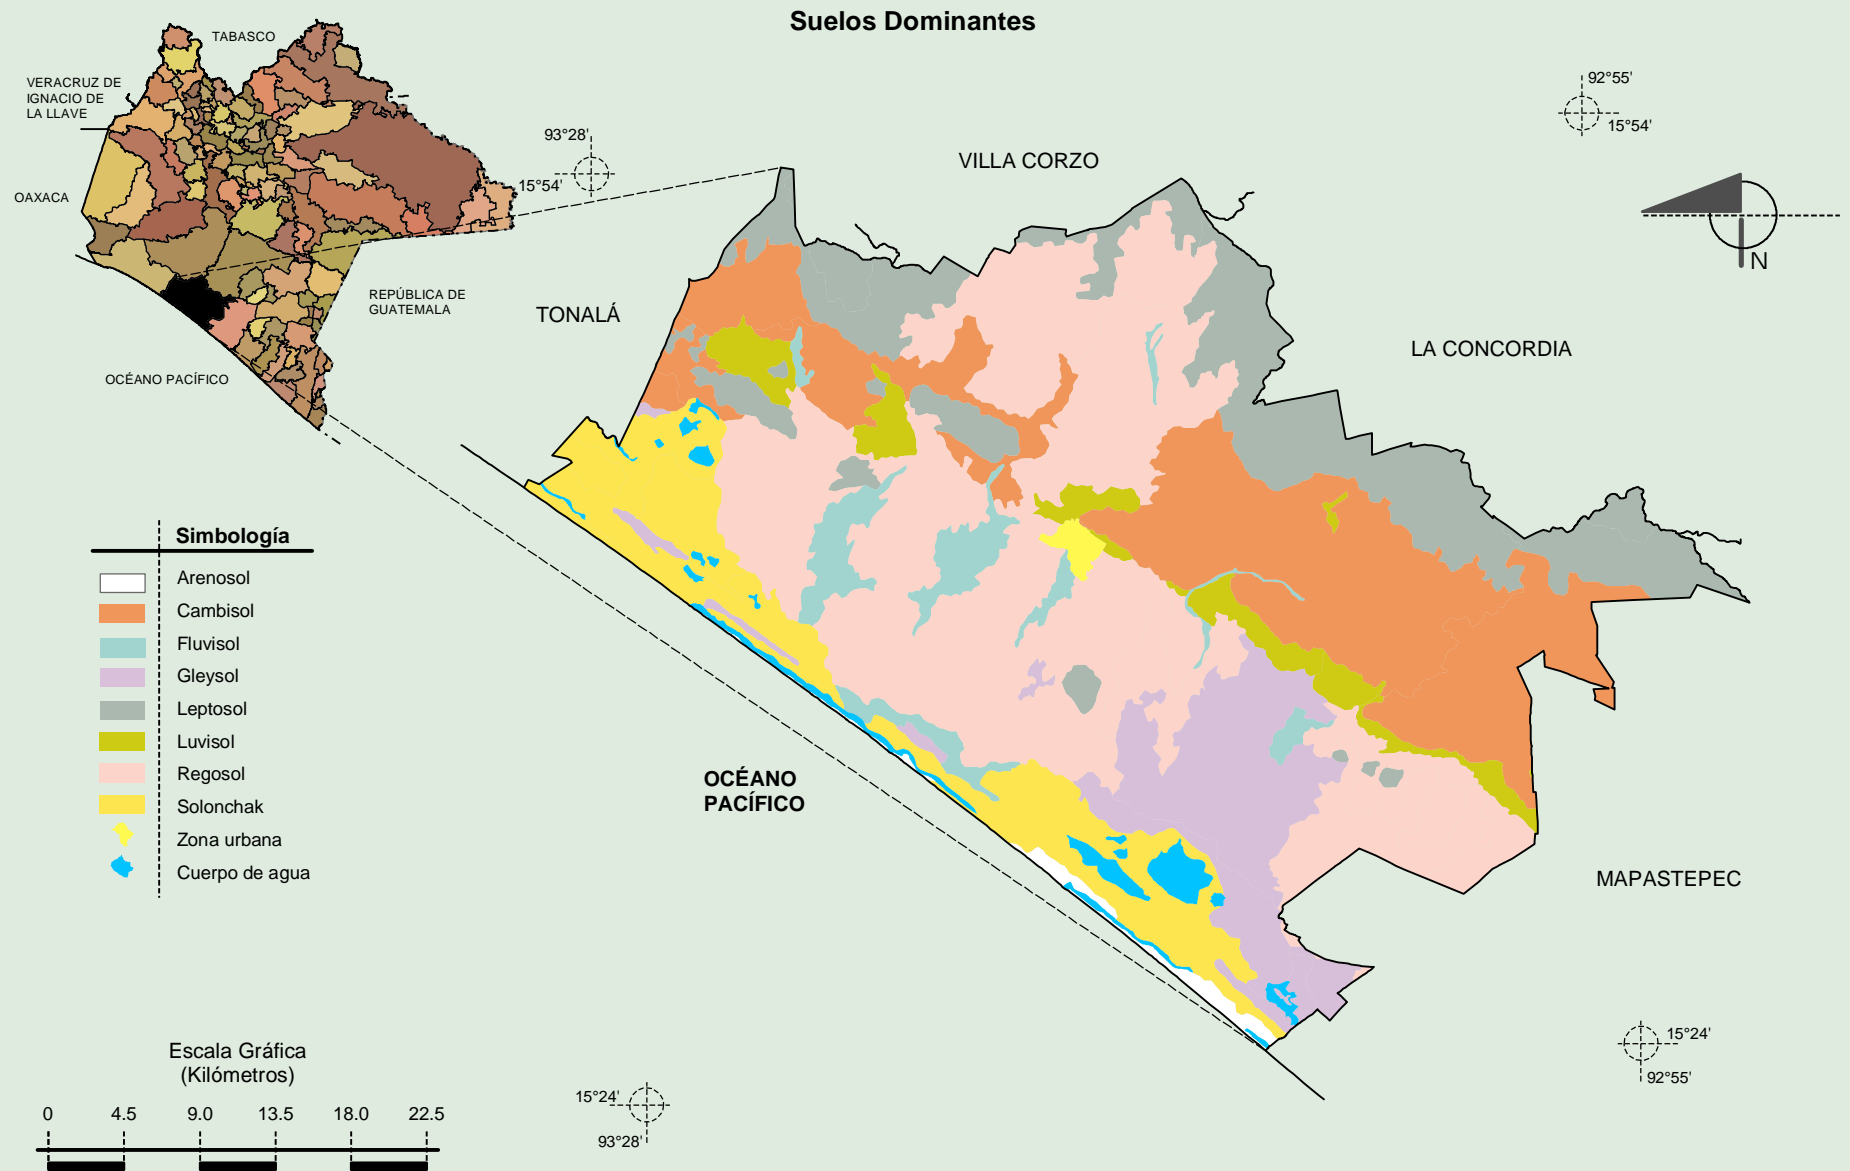 Suelos Dominantes
TABASCO
VERACRUZ DE
IGNACIO DE
LA LLAVE
OAXACA
REPÚBLICA DE
GUATEMALA
OCÉANO PACÍFICO
93°28'
15°54'
92°55'
15°54'
VILLA CORZO
TONALÁ
LA CONCORDIA
N
OCÉANO
PACÍFICO
MAPASTEPEC
Simbología
Arenosol
Cambisol
Fluvisol
Gleysol
Leptosol
Luvisol
Regosol
Solonchak
Zona urbana
Cuerpo de agua
Escala Gráfica
(Kilómetros)
0 4.5 9.0 13.5 18.0 22.5
15°24'
93°28'
15°24'
92°55'